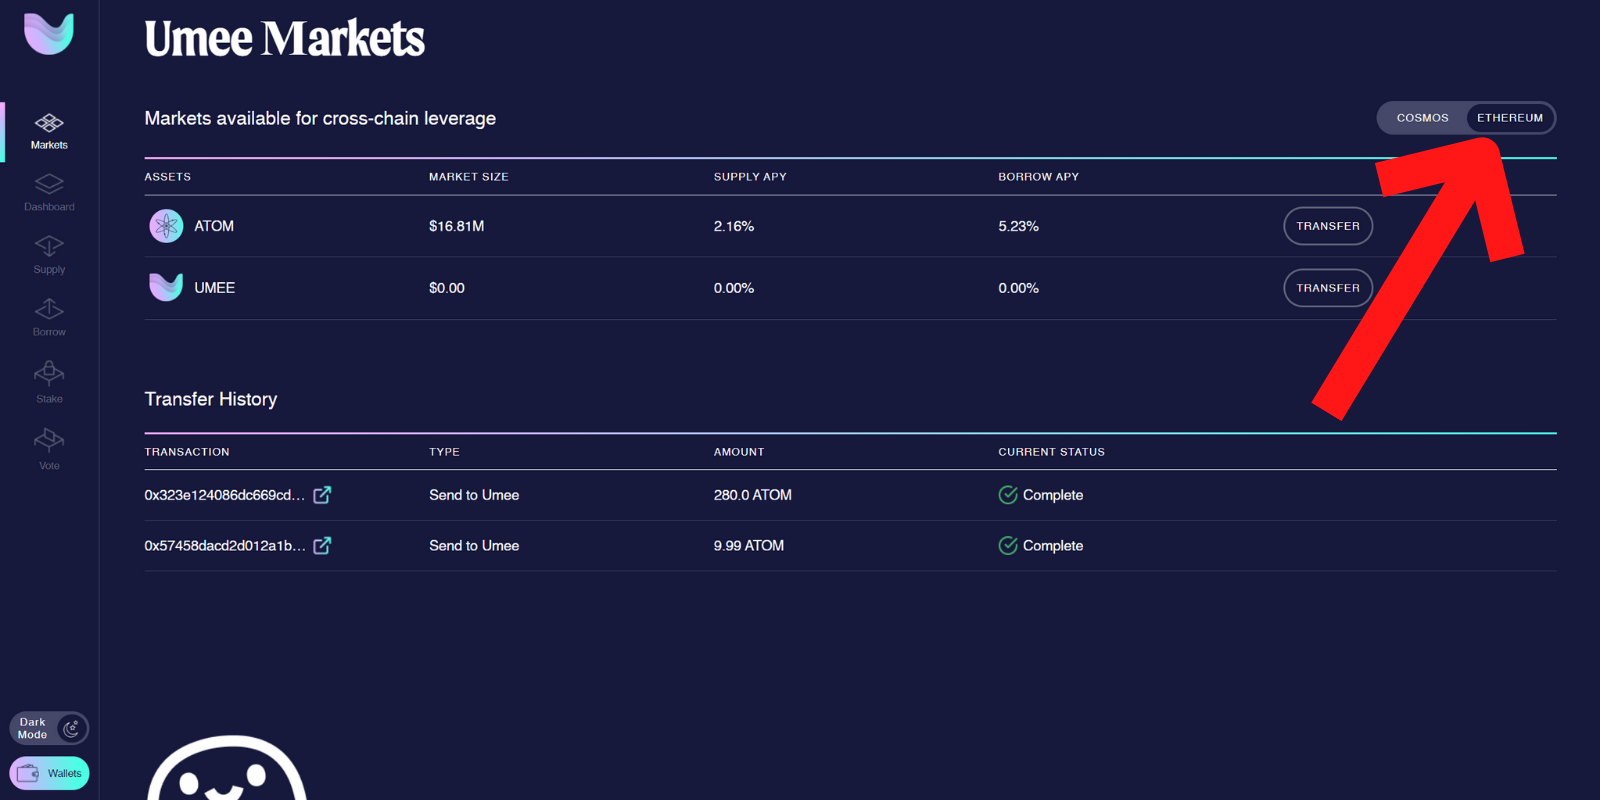 Umee Markets
Markets available for cross-chain leverage
COSMOS ETHEREUM
ASSETS MARKET SIZE SUPPLY APY BORROW APY
ATOM $16.81M 2.16% 5.23% TRANSFER
UMEE $0.00 0.00% 0.00% TRANSFER
Transfer History
TRANSACTION TYPE AMOUNT CURRENT STATUS
0x323e124086dc669cd... Send to Umee 280.0 ATOM Complete
0x57458dacd2d012a1b... Send to Umee 9.99 ATOM Complete
Markets
Dashboard
Supply
Borrow
Stake
Vote
Dark
Mode
Wallets